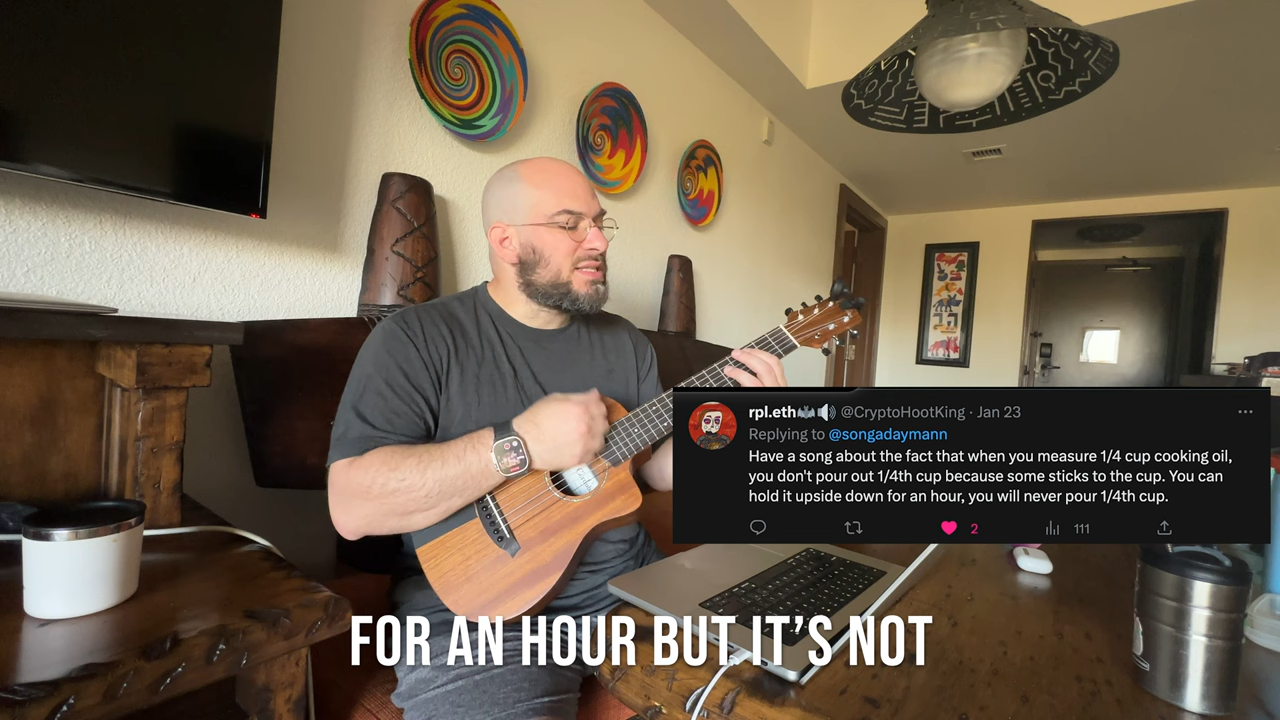 rpl.eth🦇🔊 @CryptoHootKing · Jan 23
Replying to @songadaymann
Have a song about the fact that when you measure 1/4 cup cooking oil,
you don't pour out 1/4th cup because some sticks to the cup. You can
hold it upside down for an hour, you will never pour 1/4th cup.
2 111
FOR AN HOUR BUT IT'S NOT